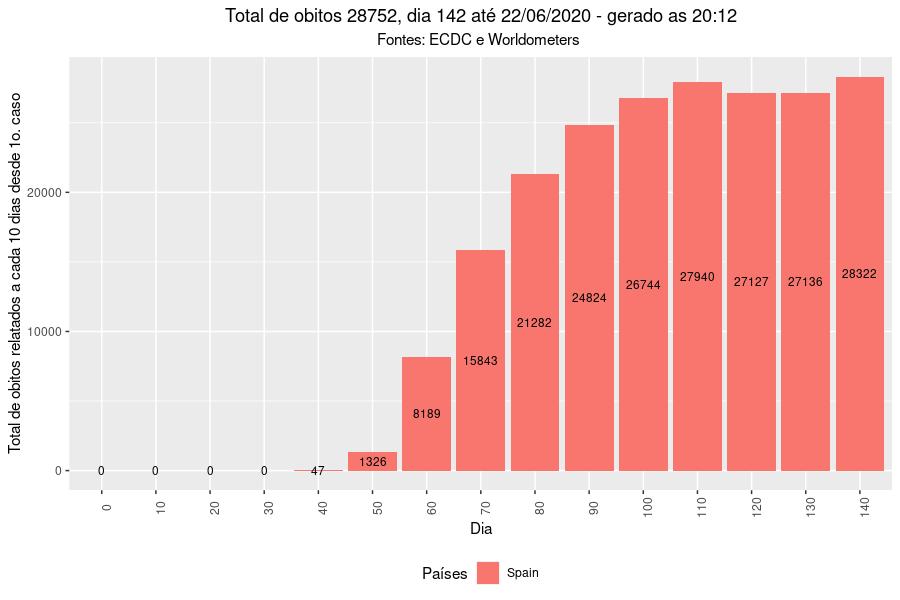 Total de obitos 28752, dia 142 até 22/06/2020 - gerado as 20:12
Fontes: ECDC e Worldometers
Total de obitos relatados a cada 10 dias desde 1o. caso
20000
10000
0
0 0 0 0 47 1326 8189 15843 21282 24824 26744 27940 27127 27136 28322
0 10 20 30 40 50 60 70 80 90 100 110 120 130 140
Dia
Países Spain